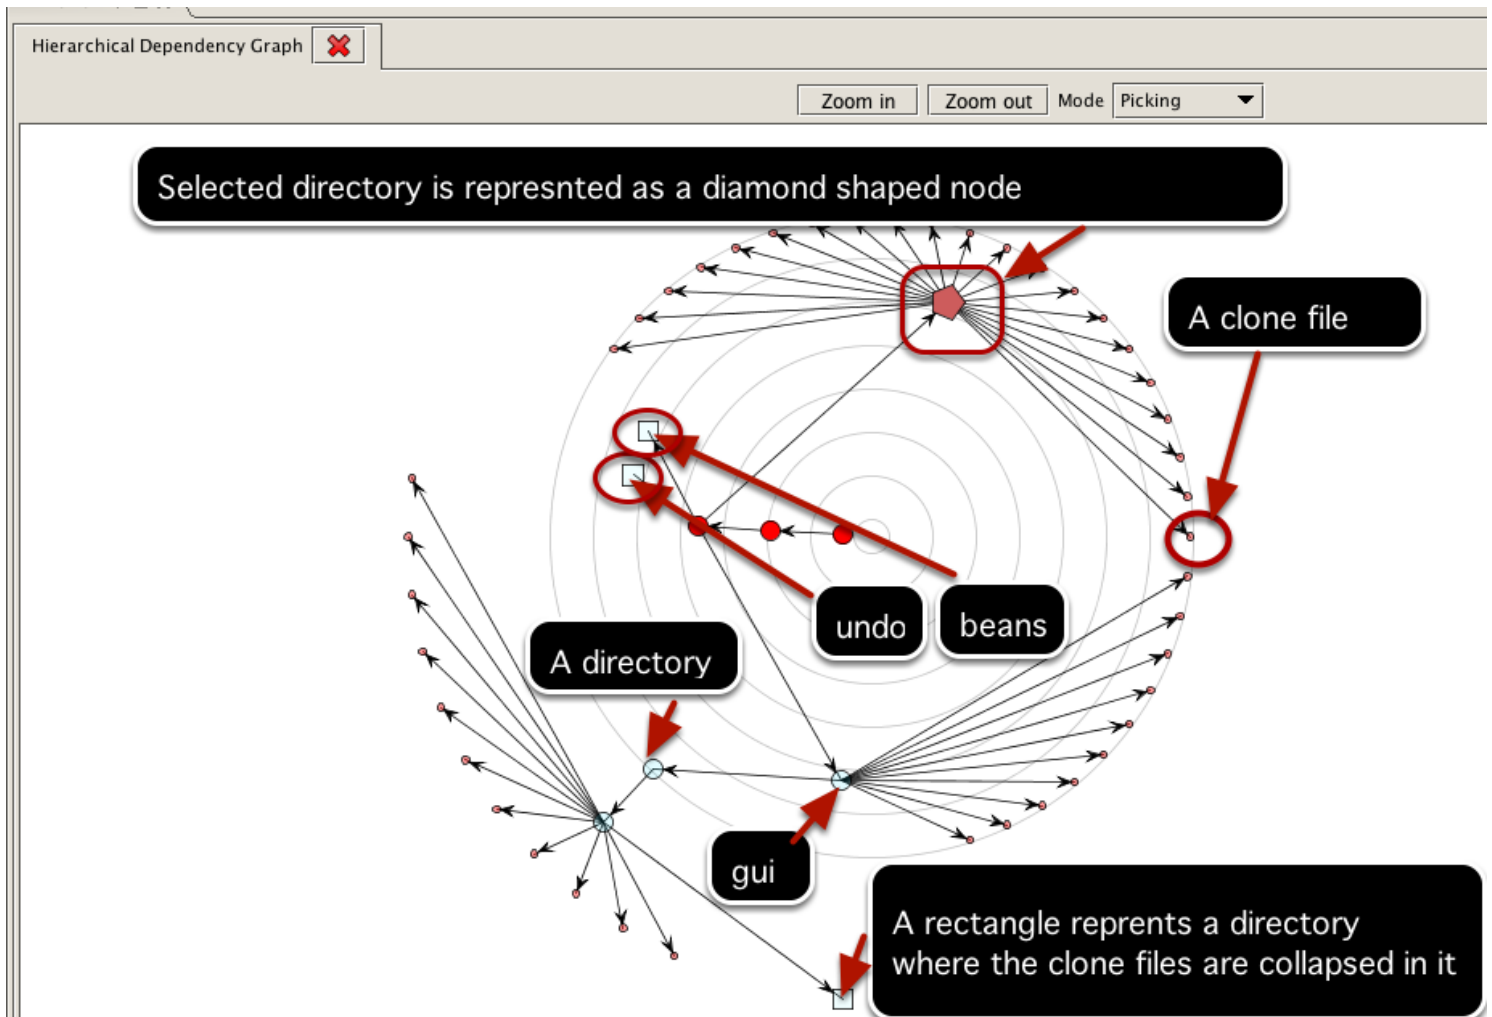 Hierarchical Dependency Graph
Zoom in
Zoom out
Mode
Picking
Selected directory is represnted as a diamond shaped node
A clone file
undo
beans
A directory
gui
A rectangle reprents a directory
where the clone files are collapsed in it